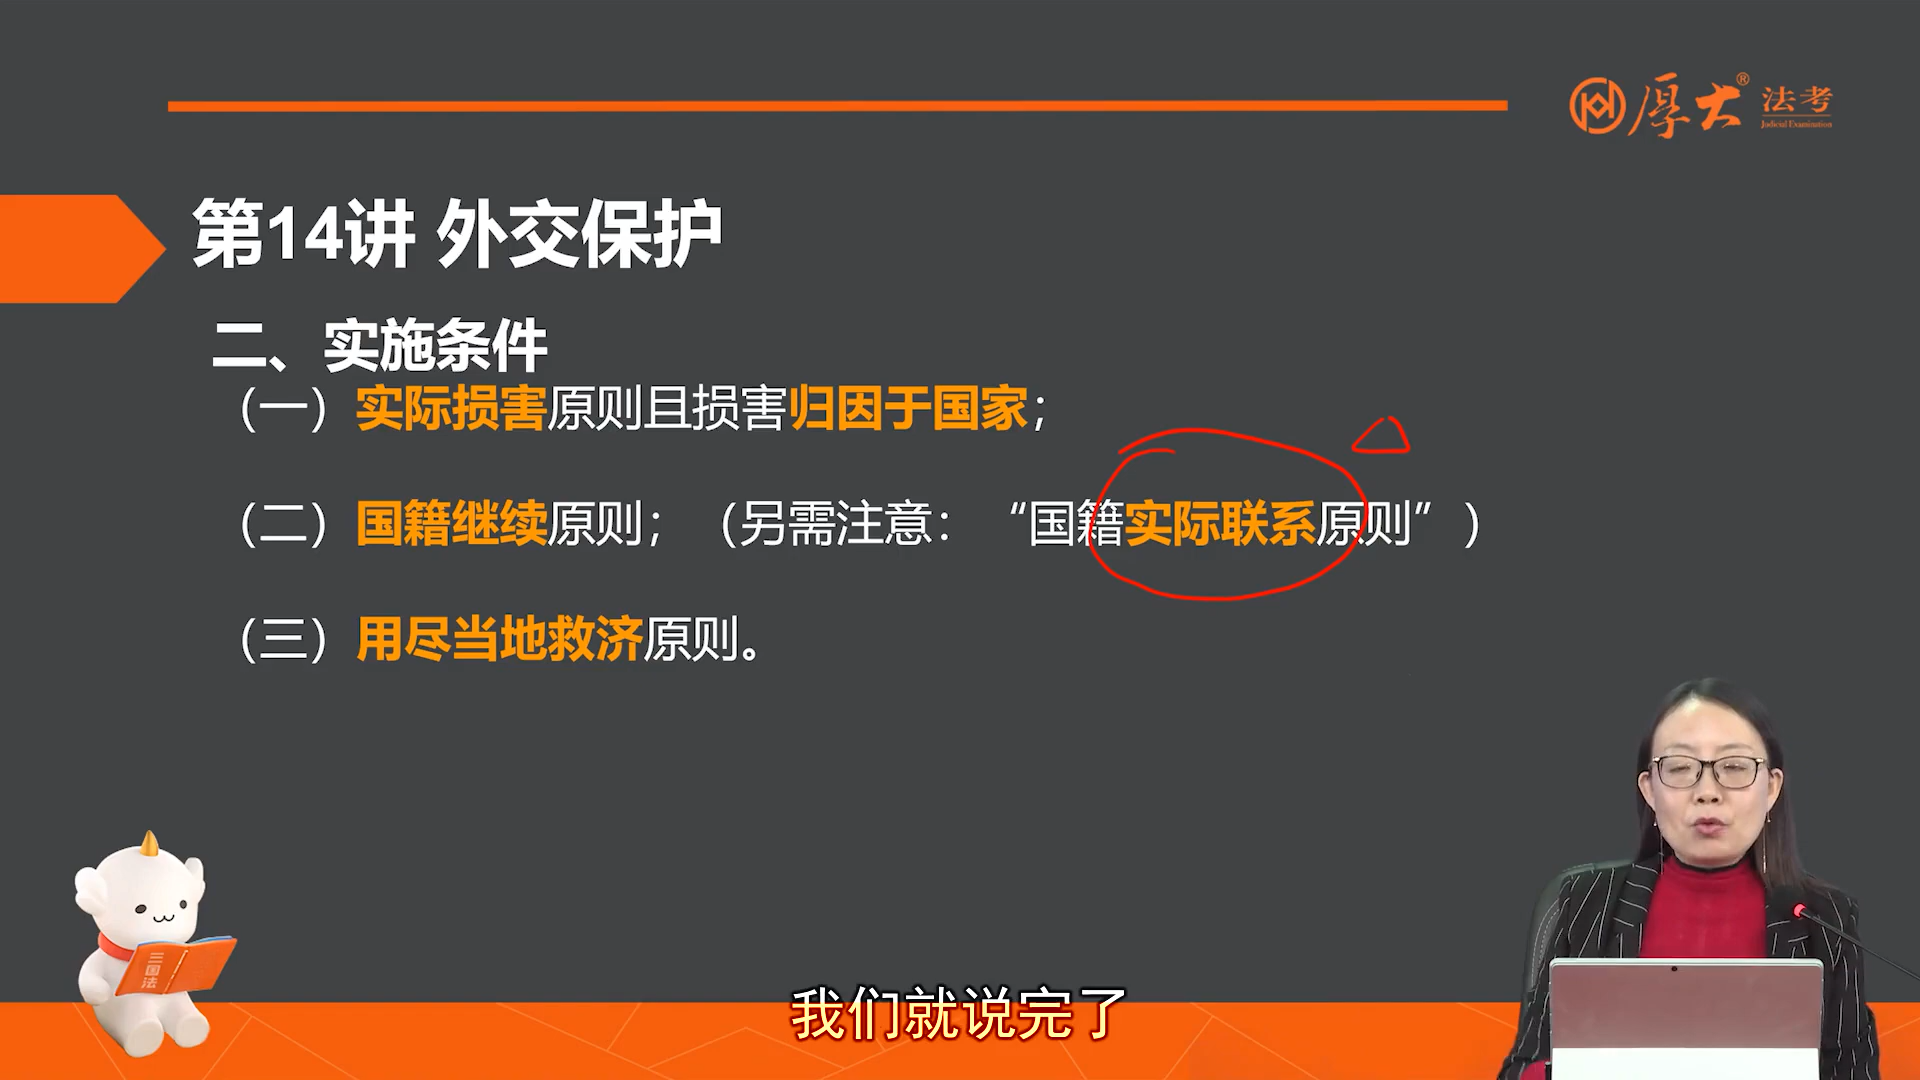 厚大® 法考
Judicial Examination
第14讲 外交保护
二、实施条件
（一）实际损害原则且损害归因于国家；
（二）国籍继续原则；（另需注意：“国籍实际联系原则”）
（三）用尽当地救济原则。
三国法
我们就说完了